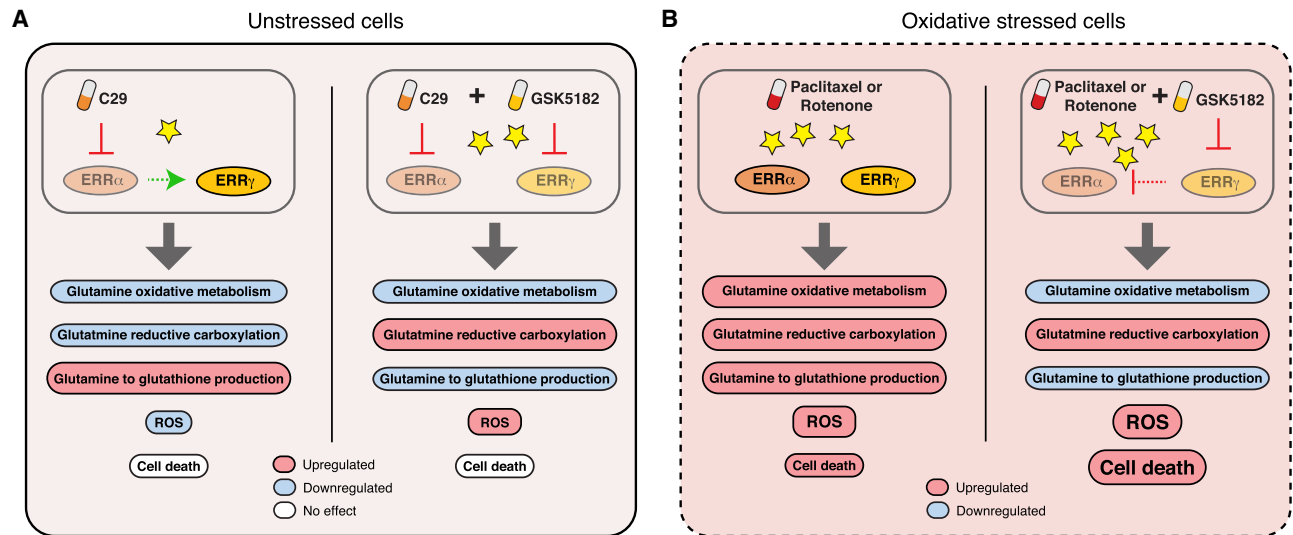 A
Unstressed cells
C29
ERRα
ERRγ
Glutamine oxidative metabolism
Glutatmine reductive carboxylation
Glutamine to glutathione production
ROS
Cell death
C29
+
GSK5182
ERRα
ERRγ
Glutamine oxidative metabolism
Glutatmine reductive carboxylation
Glutamine to glutathione production
ROS
Cell death
Upregulated
Downregulated
No effect
B
Oxidative stressed cells
Paclitaxel or
Rotenone
ERRα
ERRγ
Glutamine oxidative metabolism
Glutatmine reductive carboxylation
Glutamine to glutathione production
ROS
Cell death
Paclitaxel or
Rotenone
+
GSK5182
ERRα
ERRγ
Glutamine oxidative metabolism
Glutatmine reductive carboxylation
Glutamine to glutathione production
ROS
Cell death
Upregulated
Downregulated